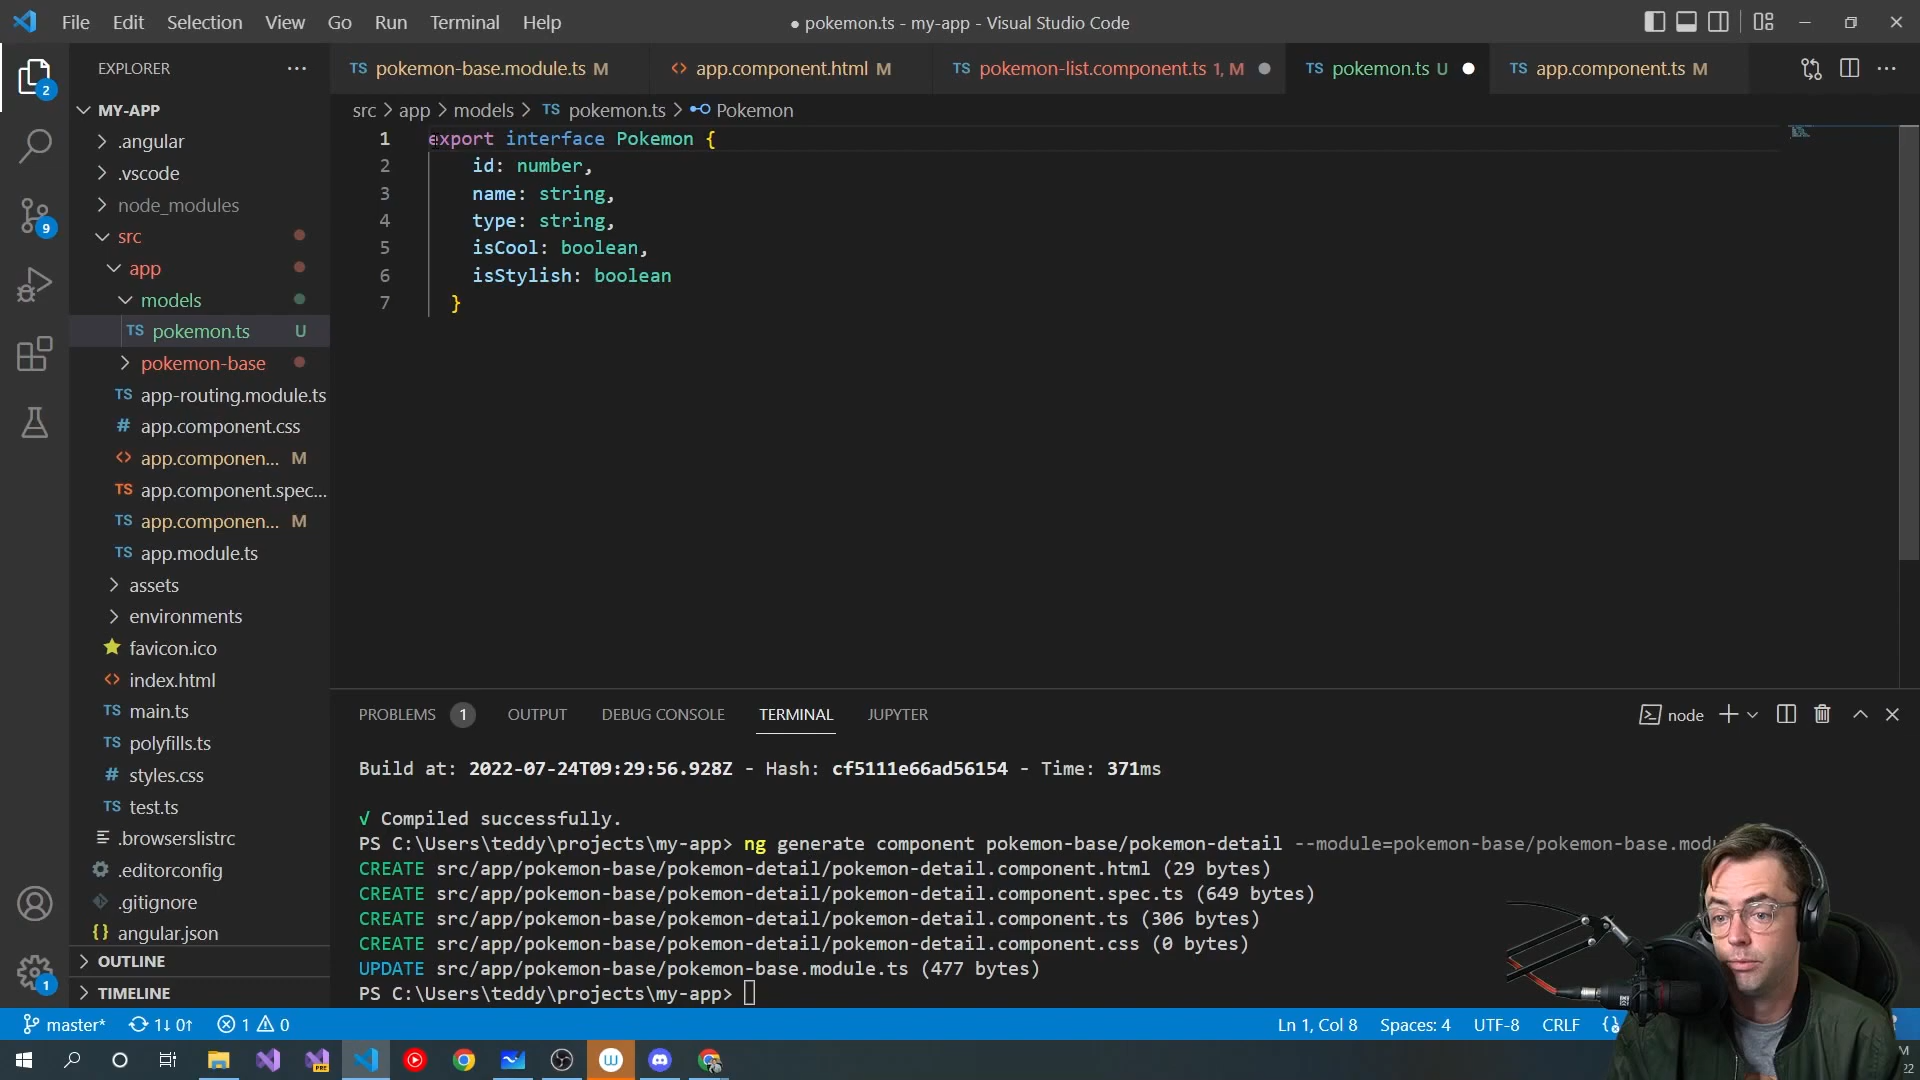 File Edit Selection View Go Run Terminal Help
● pokemon.ts - my-app - Visual Studio Code
EXPLORER
MY-APP
.angular
.vscode
node_modules
src
app
models
TS pokemon.ts U
pokemon-base
TS app-routing.module.ts
# app.component.css
<> app.componen... M
TS app.component.spec...
TS app.componen... M
TS app.module.ts
assets
environments
favicon.ico
<> index.html
TS main.ts
TS polyfills.ts
# styles.css
TS test.ts
.browserslistrc
.editorconfig
.gitignore
{} angular.json
OUTLINE
TIMELINE
2
9
1
TS pokemon-base.module.ts M
<> app.component.html M
TS pokemon-list.component.ts 1, M
TS pokemon.ts U
TS app.component.ts M
src > app > models > TS pokemon.ts > Pokemon
1 export interface Pokemon {
2 id: number,
3 name: string,
4 type: string,
5 isCool: boolean,
6 isStylish: boolean
7 }
PROBLEMS 1 OUTPUT DEBUG CONSOLE TERMINAL JUPYTER
node
Build at: 2022-07-24T09:29:56.928Z - Hash: cf5111e66ad56154 - Time: 371ms
√ Compiled successfully.
PS C:\Users\teddy\projects\my-app> ng generate component pokemon-base/pokemon-detail --module=pokemon-base/pokemon-base.modu
CREATE src/app/pokemon-base/pokemon-detail/pokemon-detail.component.html (29 bytes)
CREATE src/app/pokemon-base/pokemon-detail/pokemon-detail.component.spec.ts (649 bytes)
CREATE src/app/pokemon-base/pokemon-detail/pokemon-detail.component.ts (306 bytes)
CREATE src/app/pokemon-base/pokemon-detail/pokemon-detail.component.css (0 bytes)
UPDATE src/app/pokemon-base/pokemon-base.module.ts (477 bytes)
PS C:\Users\teddy\projects\my-app>
master* 1↓ 0↑ 1 0
Ln 1, Col 8 Spaces: 4 UTF-8 CRLF